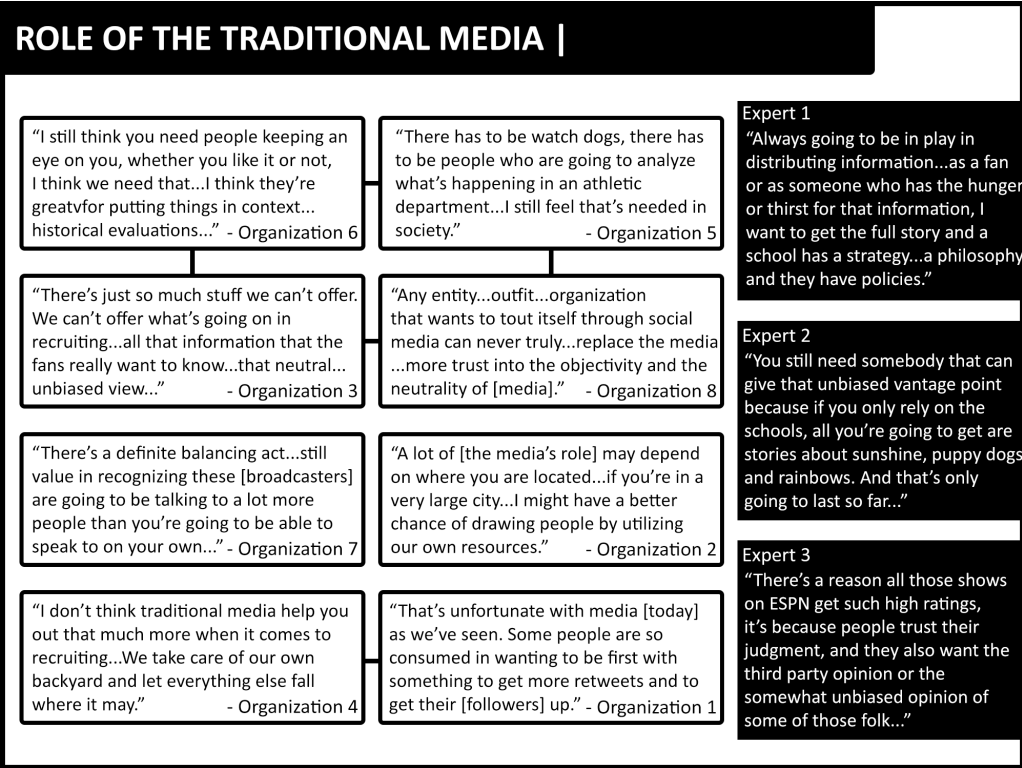 ROLE OF THE TRADITIONAL MEDIA |
“I still think you need people keeping an
eye on you, whether you like it or not,
I think we need that...I think they’re
greatvfor putting things in context...
historical evaluations...” - Organization 6
“There has to be watch dogs, there has
to be people who are going to analyze
what’s happening in an athletic
department...I still feel that’s needed in
society.” - Organization 5
“There’s just so much stuff we can’t offer.
We can’t offer what’s going on in
recruiting...all that information that the
fans really want to know...that neutral...
unbiased view...” - Organization 3
“Any entity...outfit...organization
that wants to tout itself through social
media can never truly...replace the media
...more trust into the objectivity and the
neutrality of [media].” - Organization 8
“There’s a definite balancing act...still
value in recognizing these [broadcasters]
are going to be talking to a lot more
people than you’re going to be able to
speak to on your own...” - Organization 7
“A lot of [the media’s role] may depend
on where you are located...if you’re in a
very large city...I might have a better
chance of drawing people by utilizing
our own resources.” - Organization 2
“I don’t think traditional media help you
out that much more when it comes to
recruiting...We take care of our own
backyard and let everything else fall
where it may.” - Organization 4
“That’s unfortunate with media [today]
as we’ve seen. Some people are so
consumed in wanting to be first with
something to get more retweets and to
get their [followers] up.” - Organization 1
Expert 1
“Always going to be in play in
distributing information...as a fan
or as someone who has the hunger
or thirst for that information, I
want to get the full story and a
school has a strategy...a philosophy
and they have policies.”
Expert 2
“You still need somebody that can
give that unbiased vantage point
because if you only rely on the
schools, all you’re going to get are
stories about sunshine, puppy dogs
and rainbows. And that’s only
going to last so far...”
Expert 3
“There’s a reason all those shows
on ESPN get such high ratings,
it’s because people trust their
judgment, and they also want the
third party opinion or the
somewhat unbiased opinion of
some of those folk...”